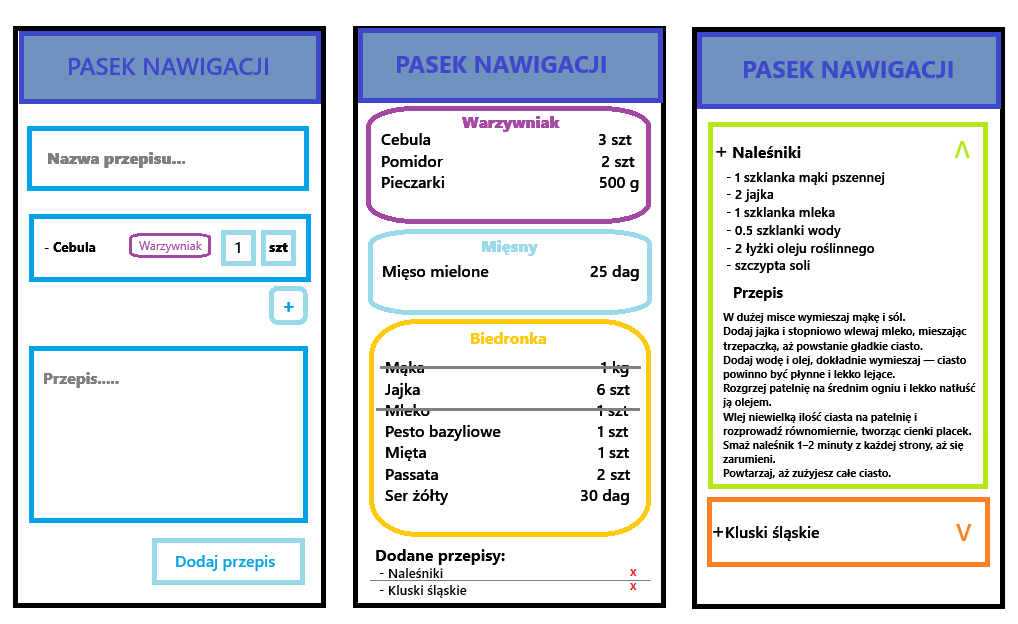 PASEK NAWIGACJI
Nazwa przepisu...
- Cebula Warzywniak 1 szt
+
Przepis.....
Dodaj przepis
PASEK NAWIGACJI
Warzywniak
Cebula 3 szt
Pomidor 2 szt
Pieczarki 500 g
Mięsny
Mięso mielone 25 dag
Biedronka
Mąka 1 kg
Jajka 6 szt
Mleko 1 szt
Pesto bazyliowe 1 szt
Mięta 1 szt
Passata 2 szt
Ser żółty 30 dag
Dodane przepisy:
- Naleśniki x
- Kluski śląskie x
PASEK NAWIGACJI
+ Naleśniki Λ
- 1 szklanka mąki pszennej
- 2 jajka
- 1 szklanka mleka
- 0.5 szklanki wody
- 2 łyżki oleju roślinnego
- szczypta soli
Przepis
W dużej misce wymieszaj mąkę i sól.
Dodaj jajka i stopniowo wlewaj mleko, mieszając
trzepaczką, aż powstanie gładkie ciasto.
Dodaj wodę i olej, dokładnie wymieszaj — ciasto
powinno być płynne i lekko lejące.
Rozgrzej patelnię na średnim ogniu i lekko natłuść
ją olejem.
Wlej niewielką ilość ciasta na patelnię i
rozprowadź równomiernie, tworząc cienki placek.
Smaż naleśnik 1–2 minuty z każdej strony, aż się
zarumieni.
Powtarzaj, aż zużyjesz całe ciasto.
+Kluski śląskie V